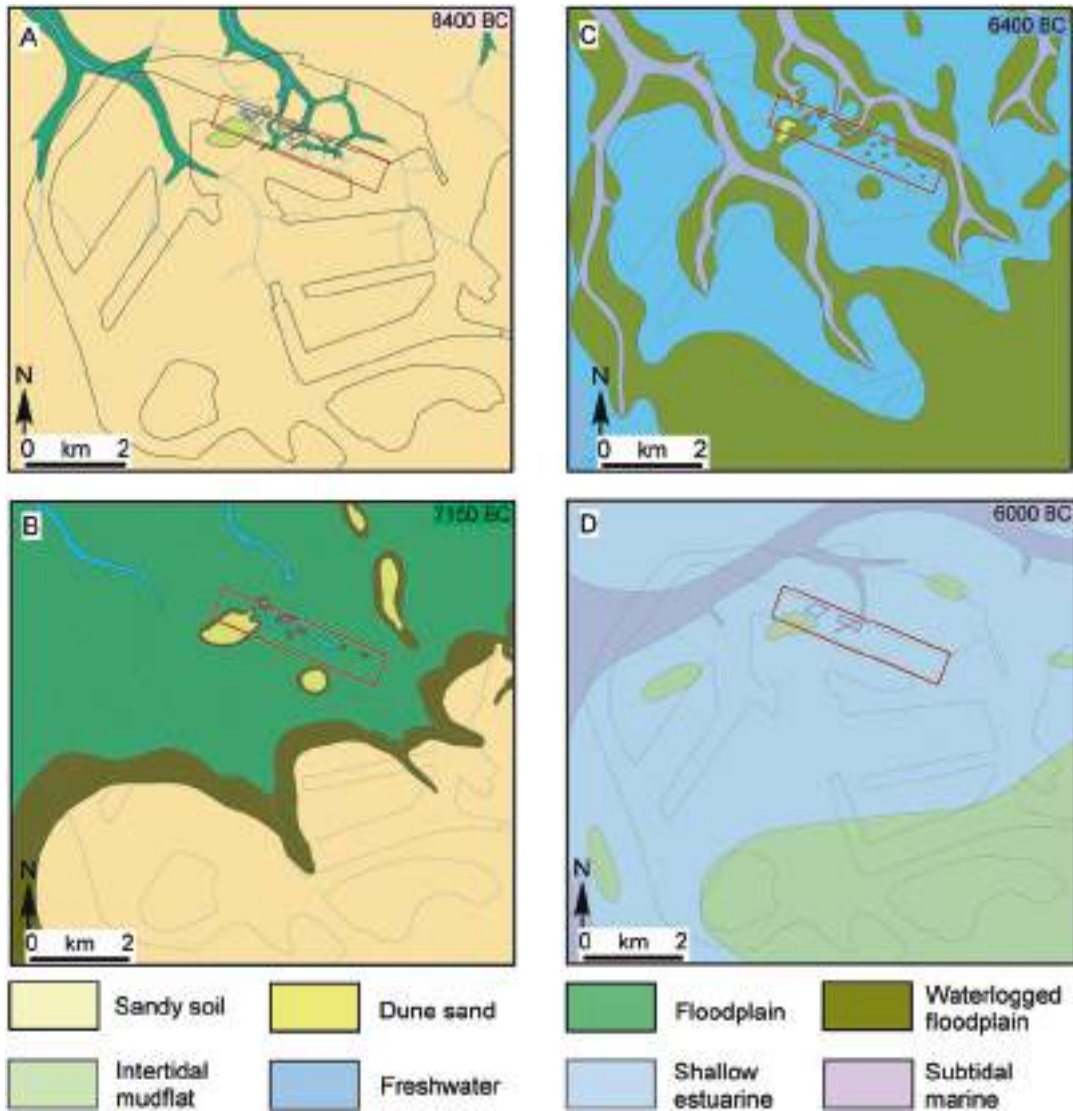 A
8400 BC
N
0 km 2
C
6400 BC
N
0 km 2
B
7150 BC
N
0 km 2
D
6000 BC
N
0 km 2
Sandy soil
Dune sand
Floodplain
Waterlogged
floodplain
Intertidal
mudflat
Freshwater
Shallow
estuarine
Subtidal
marine